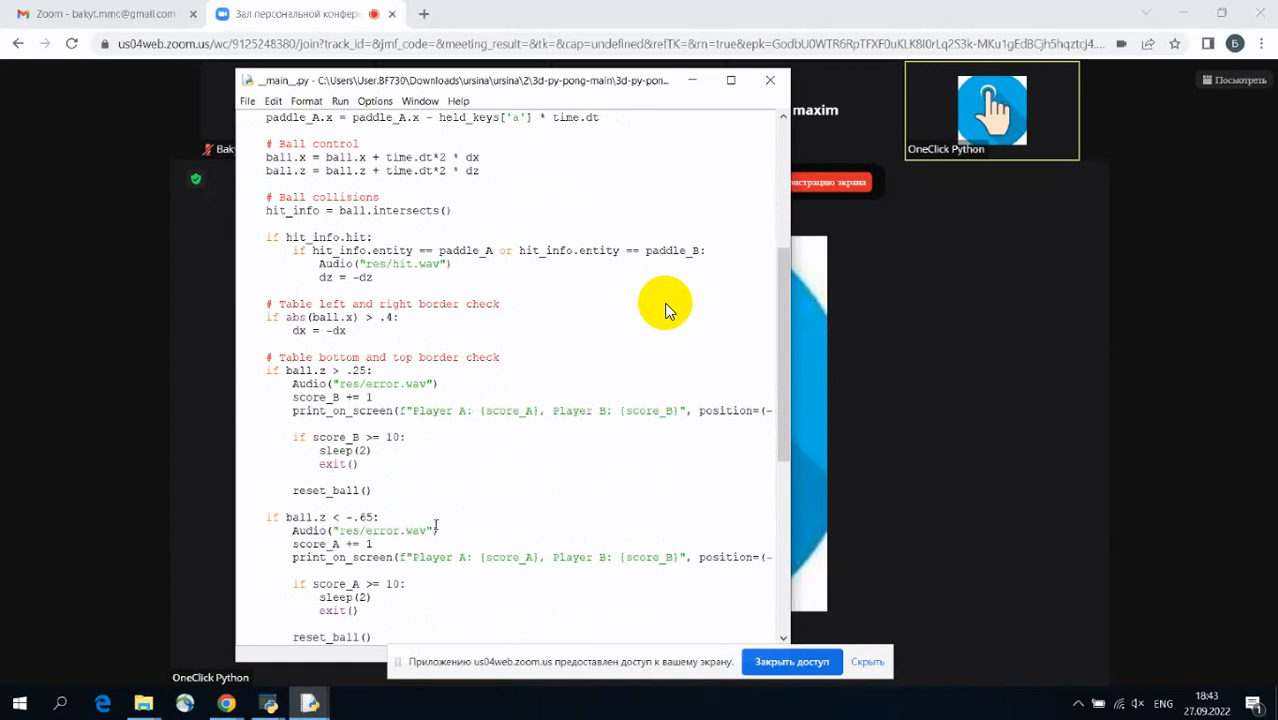 Zoom - bakyt.mmc@gmail.com
Зал персональной конфере
us04web.zoom.us/wc/9125248380/join?track_id=&jmf_code=&meeting_result=&tk=&cap=undefined&refTK=&rn=true&epk=GodbU0WTR6RpTFXF0uKLK8I0rLq2S3k-MKu1gEdBCjh5hqztcj4...
Б
__main__.py - C:\Users\User.BF730\Downloads\ursina\ursina\2\3d-py-pong-main\3d-py-pon...
File Edit Format Run Options Window Help
paddle_A.x = paddle_A.x - held_keys['a'] * time.dt
# Ball control
ball.x = ball.x + time.dt*2 * dx
ball.z = ball.z + time.dt*2 * dz
# Ball collisions
hit_info = ball.intersects()
if hit_info.hit:
if hit_info.entity == paddle_A or hit_info.entity == paddle_B:
Audio("res/hit.wav")
dz = -dz
# Table left and right border check
if abs(ball.x) > .4:
dx = -dx
# Table bottom and top border check
if ball.z > .25:
Audio("res/error.wav")
score_B += 1
print_on_screen(f"Player A: {score_A}, Player B: {score_B}", position=(-
if score_B >= 10:
sleep(2)
exit()
reset_ball()
if ball.z < -.65:
Audio("res/error.wav")
score_A += 1
print_on_screen(f"Player A: {score_A}, Player B: {score_B}", position=(-
if score_A >= 10:
sleep(2)
exit()
reset_ball()
Baky
maxim
OneClick Python
Посмотреть
страцию экрана
Приложению us04web.zoom.us предоставлен доступ к вашему экрану.
Закрыть доступ
Скрыть
OneClick Python
ENG
18:43
27.09.2022
1